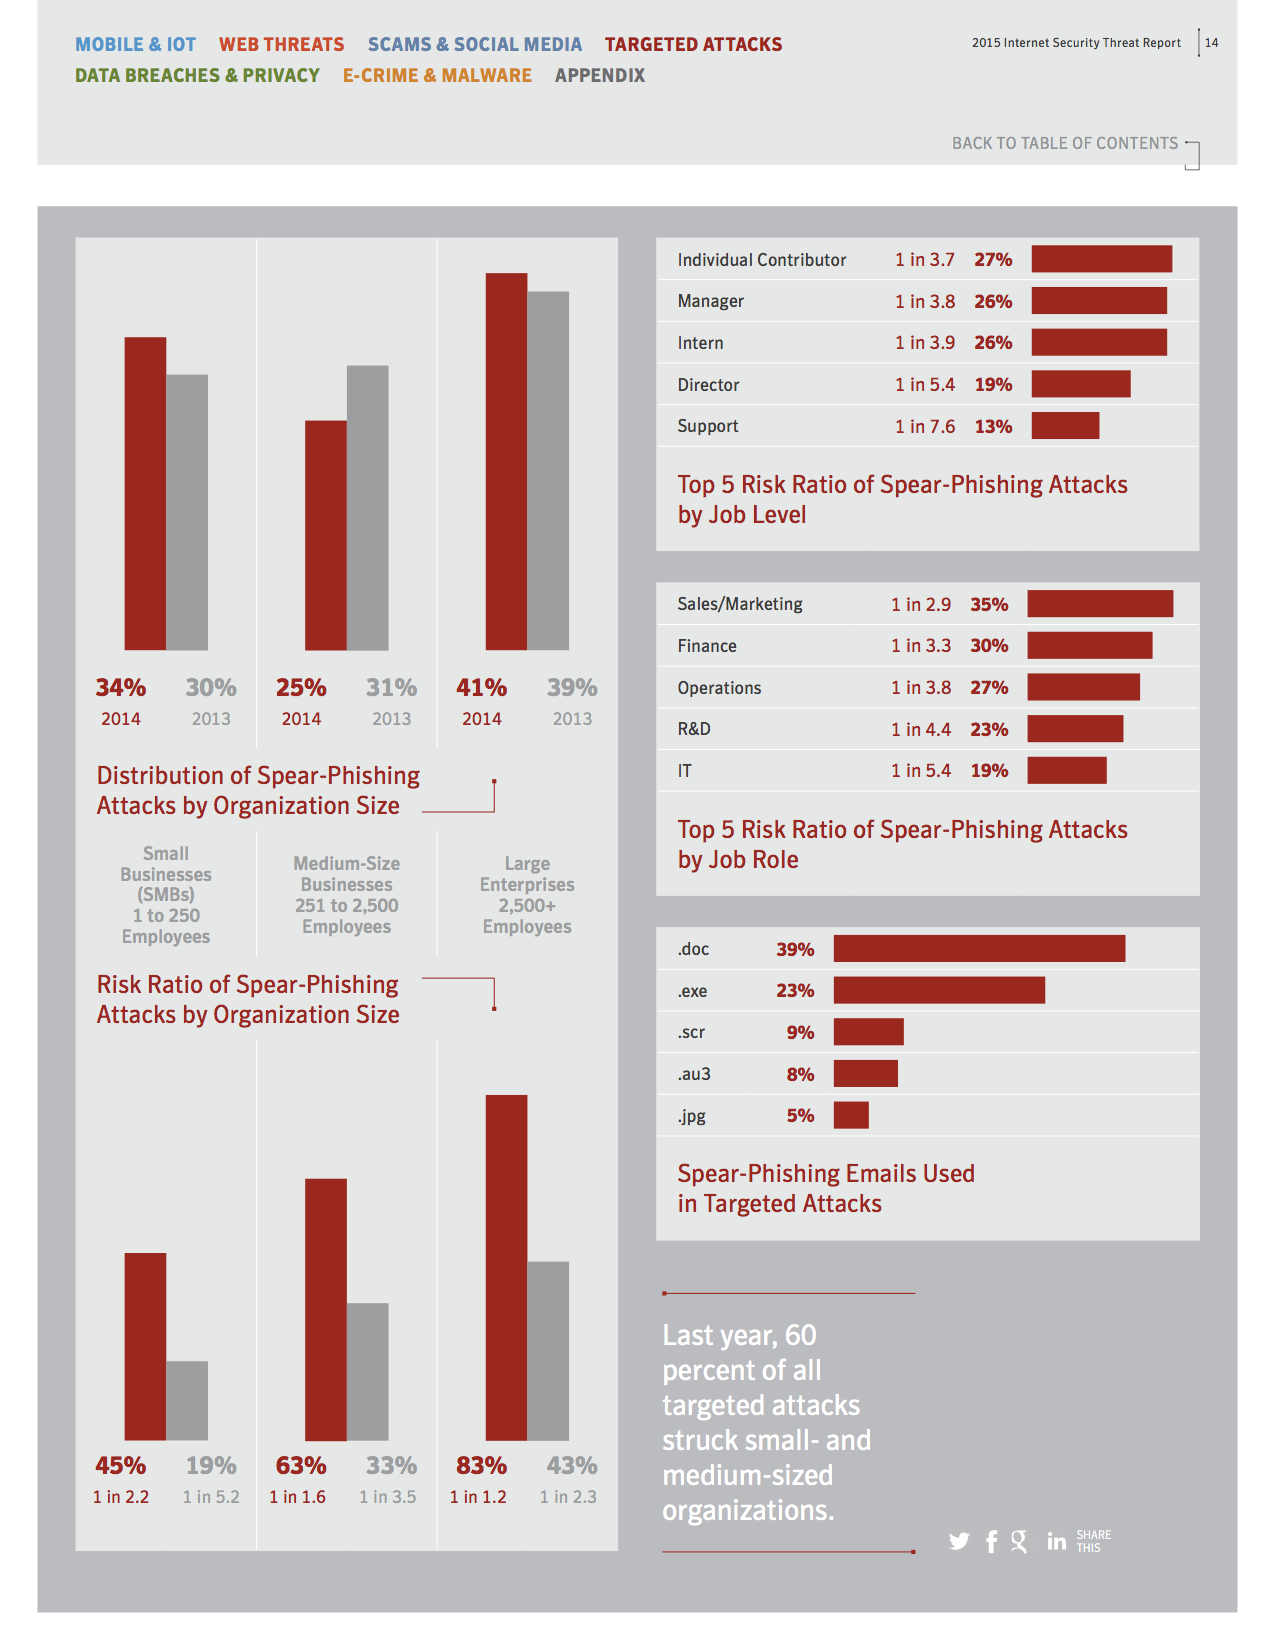 MOBILE & IOT WEB THREATS SCAMS & SOCIAL MEDIA TARGETED ATTACKS
DATA BREACHES & PRIVACY E-CRIME & MALWARE APPENDIX
2015 Internet Security Threat Report 14
BACK TO TABLE OF CONTENTS
34% 30% 25% 31% 41% 39%
2014 2013 2014 2013 2014 2013
Distribution of Spear-Phishing
Attacks by Organization Size
Small
Businesses
(SMBs)
1 to 250
Employees
Medium-Size
Businesses
251 to 2,500
Employees
Large
Enterprises
2,500+
Employees
Risk Ratio of Spear-Phishing
Attacks by Organization Size
45% 19% 63% 33% 83% 43%
1 in 2.2 1 in 5.2 1 in 1.6 1 in 3.5 1 in 1.2 1 in 2.3
Individual Contributor 1 in 3.7 27%
Manager 1 in 3.8 26%
Intern 1 in 3.9 26%
Director 1 in 5.4 19%
Support 1 in 7.6 13%
Top 5 Risk Ratio of Spear-Phishing Attacks
by Job Level
Sales/Marketing 1 in 2.9 35%
Finance 1 in 3.3 30%
Operations 1 in 3.8 27%
R&D 1 in 4.4 23%
IT 1 in 5.4 19%
Top 5 Risk Ratio of Spear-Phishing Attacks
by Job Role
.doc 39%
.exe 23%
.scr 9%
.au3 8%
.jpg 5%
Spear-Phishing Emails Used
in Targeted Attacks
Last year, 60
percent of all
targeted attacks
struck small- and
medium-sized
organizations.
SHARE
THIS